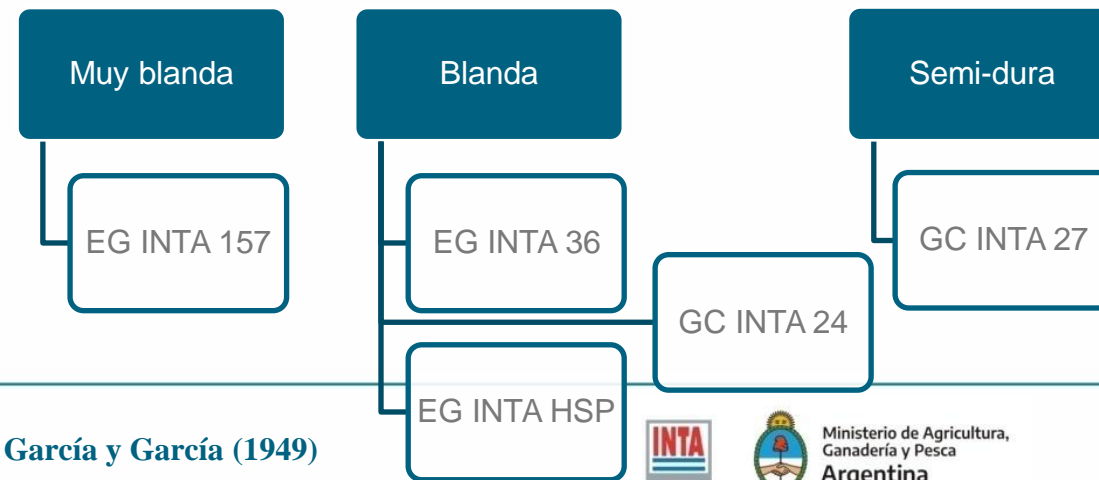 Muy blanda
Blanda
Semi-dura
EG INTA 157
EG INTA 36
GC INTA 27
GC INTA 24
EG INTA HSP
García y García (1949)
INTA
Ministerio de Agricultura,
Ganadería y Pesca
Argentina